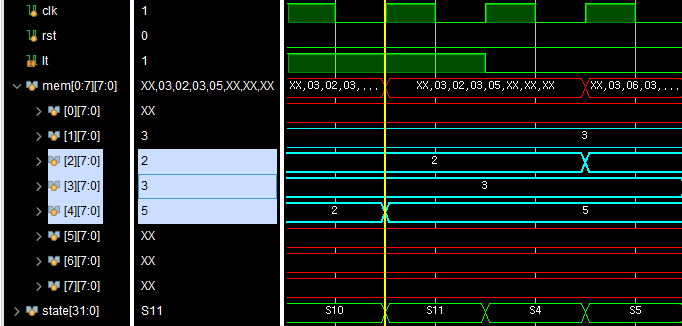 clk 1
rst 0
lt 1
mem[0:7][7:0] XX,03,02,03,05,XX,XX,XX XX,03,02,03,... XX,03,02,03,05,XX,XX,XX XX,03,06,03,...
[0][7:0] XX
[1][7:0] 3 3
[2][7:0] 2 2
[3][7:0] 3 3
[4][7:0] 5 2 5
[5][7:0] XX
[6][7:0] XX
[7][7:0] XX
state[31:0] S11 S10 S11 S4 S5